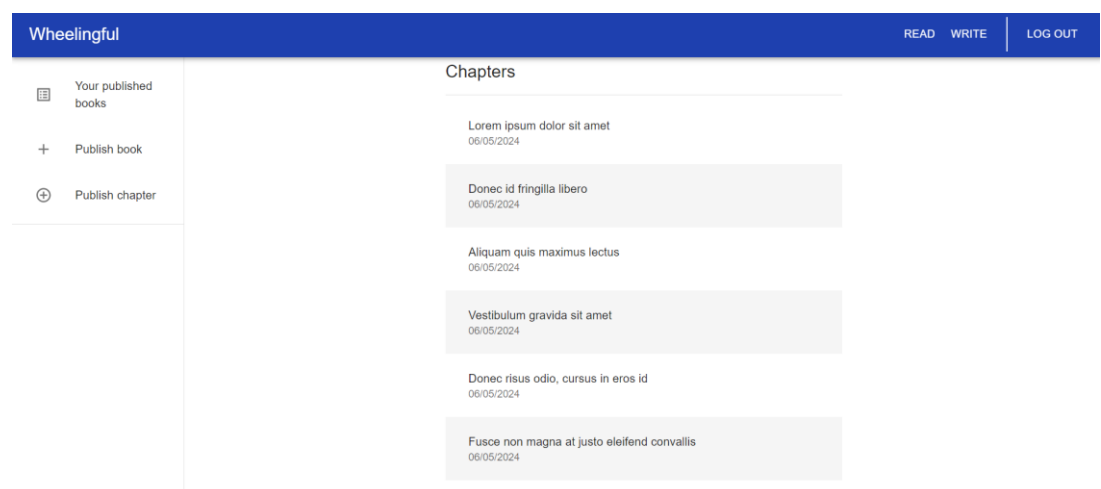 Wheelingful
READ WRITE LOG OUT
Your published
books
Publish book
Publish chapter
Chapters
Lorem ipsum dolor sit amet
06/05/2024
Donec id fringilla libero
06/05/2024
Aliquam quis maximus lectus
06/05/2024
Vestibulum gravida sit amet
06/05/2024
Donec risus odio, cursus in eros id
06/05/2024
Fusce non magna at justo eleifend convallis
06/05/2024